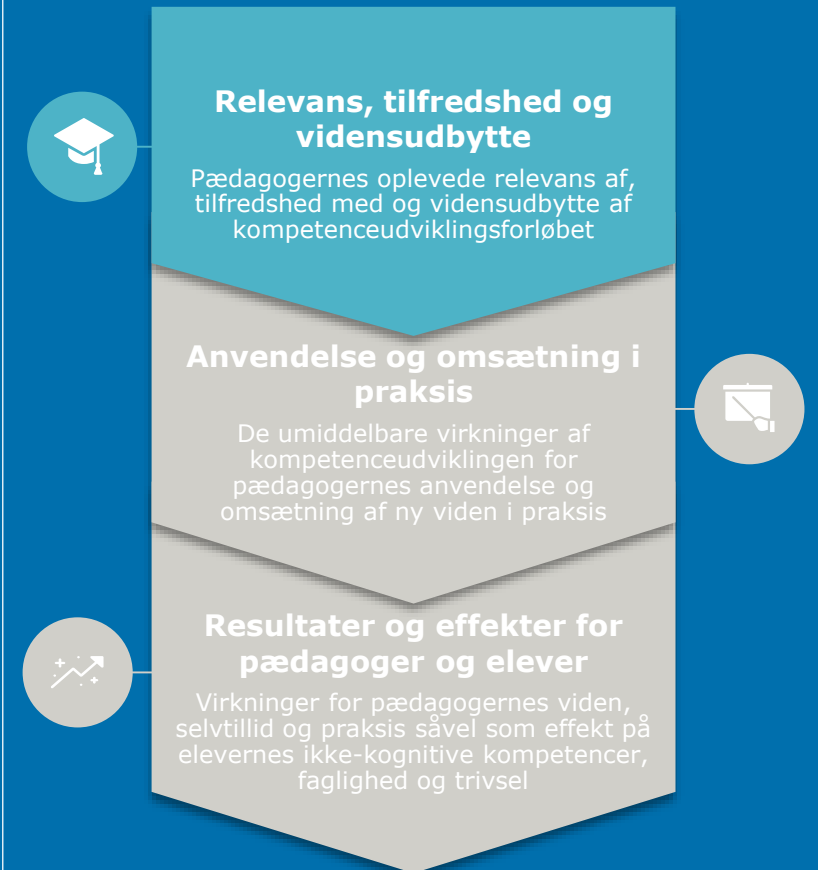 Relevans, tilfredshed og
vidensudbytte
Pædagogernes oplevede relevans af,
tilfredshed med og vidensudbytte af
kompetenceudviklingsforløbet
Anvendelse og omsætning i
praksis
De umiddelbare virkninger af
kompetenceudviklingen for
pædagogernes anvendelse og
omsætning af ny viden i praksis
Resultater og effekter for
pædagoger og elever
Virkninger for pædagogernes viden,
selvtillid og praksis såvel som effekt på
elevernes ikke-kognitive kompetencer,
faglighed og trivsel